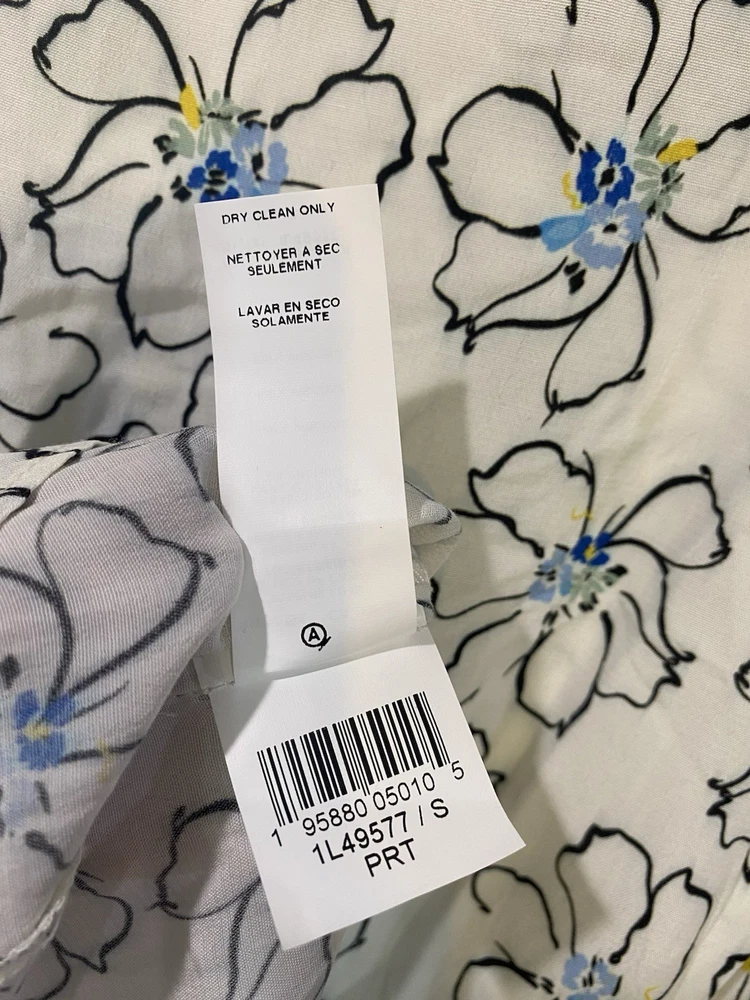 DRY CLEAN ONLY
NETTOYER A SEC
SEULEMENT
LAVAR EN SECO
SOLAMENTE
A
1 95880 05010 5
1L49577 / S
PRT